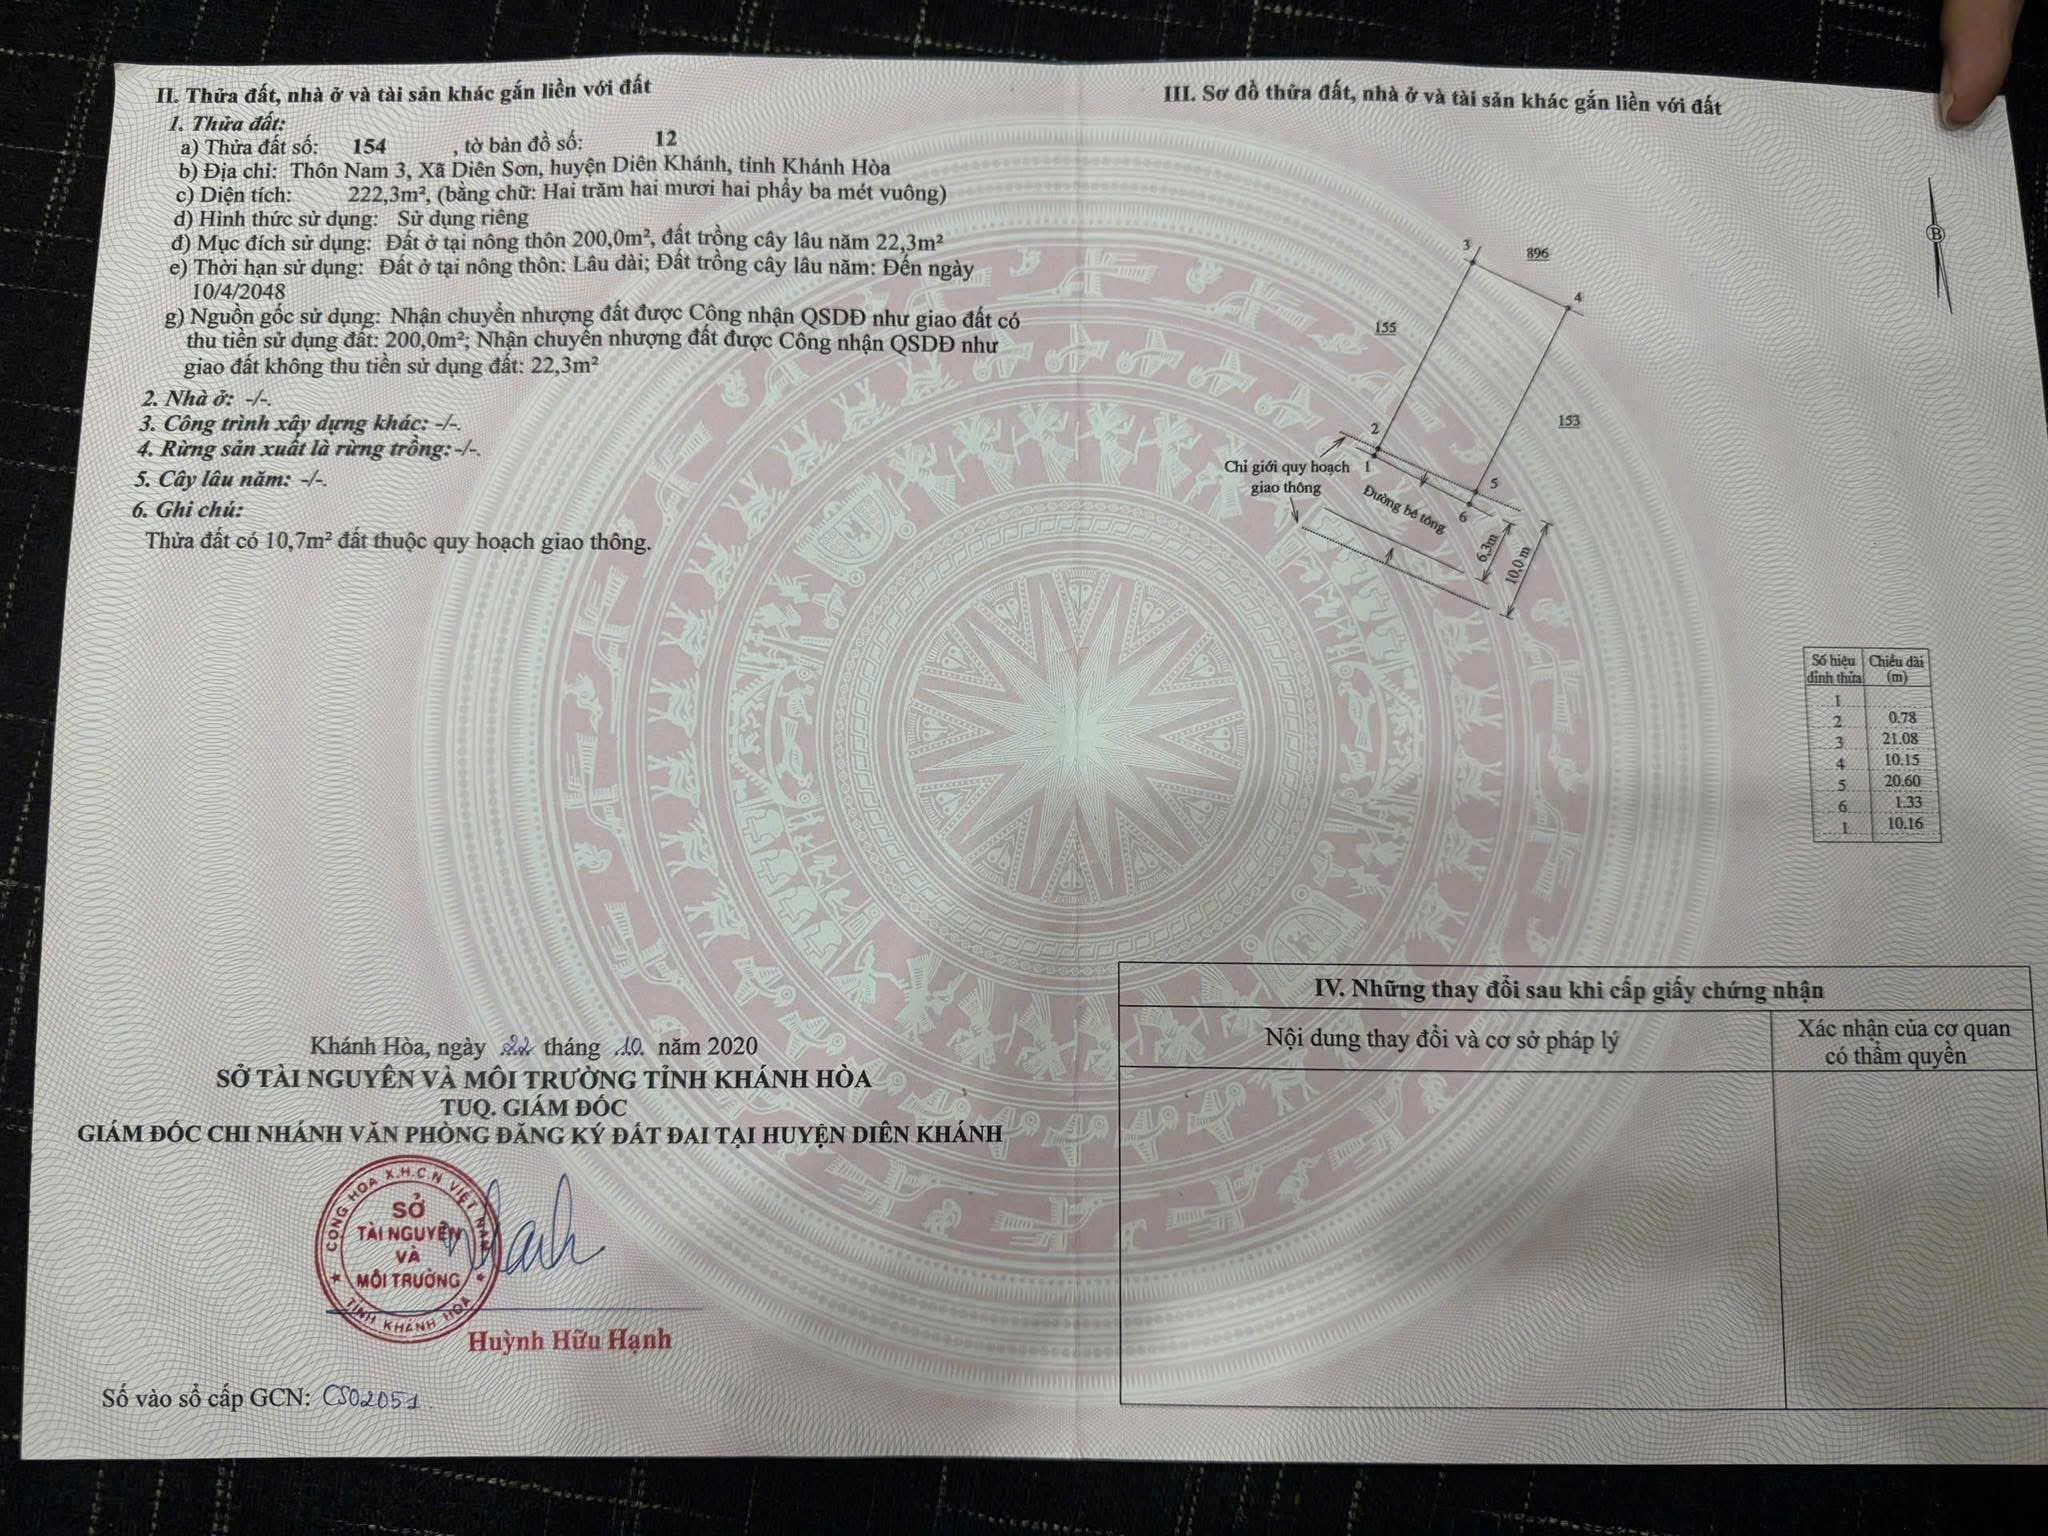 II. Thửa đất, nhà ở và tài sản khác gắn liền với đất
1. Thửa đất:
a) Thửa đất số: 154 , tờ bản đồ số: 12
b) Địa chỉ: Thôn Nam 3, Xã Diên Sơn, huyện Diên Khánh, tỉnh Khánh Hòa
c) Diện tích: 222,3m², (bằng chữ: Hai trăm hai mươi hai phẩy ba mét vuông)
d) Hình thức sử dụng: Sử dụng riêng
đ) Mục đích sử dụng: Đất ở tại nông thôn 200,0m², đất trồng cây lâu năm 22,3m²
e) Thời hạn sử dụng: Đất ở tại nông thôn: Lâu dài; Đất trồng cây lâu năm: Đến ngày
10/4/2048
g) Nguồn gốc sử dụng: Nhận chuyển nhượng đất được Công nhận QSDĐ như giao đất có
thu tiền sử dụng đất: 200,0m²; Nhận chuyển nhượng đất được Công nhận QSDĐ như
giao đất không thu tiền sử dụng đất: 22,3m²
2. Nhà ở: -/-.
3. Công trình xây dựng khác: -/-.
4. Rừng sản xuất là rừng trồng: -/-.
5. Cây lâu năm: -/-.
6. Ghi chú:
Thửa đất có 10,7m² đất thuộc quy hoạch giao thông.
Khánh Hòa, ngày 22 tháng 10 năm 2020
SỞ TÀI NGUYÊN VÀ MÔI TRƯỜNG TỈNH KHÁNH HÒA
TUQ. GIÁM ĐỐC
GIÁM ĐỐC CHI NHÁNH VĂN PHÒNG ĐĂNG KÝ ĐẤT ĐAI TẠI HUYỆN DIÊN KHÁNH
CỘNG HÒA X.H.C.N VIỆT NAM
SỞ
TÀI NGUYÊN
VÀ
MÔI TRƯỜNG
TỈNH KHÁNH HÒA
Huỳnh Hữu Hạnh
Số vào sổ cấp GCN: CS02051
III. Sơ đồ thửa đất, nhà ở và tài sản khác gắn liền với đất
B
3
896
4
155
153
2
Chỉ giới quy hoạch
giao thông
1
5
6
Đường bê tông
6,3m
10,0 m
Số hiệu đỉnh thửa Chiều dài (m)
1
2 0.78
3 21.08
4 10.15
5 20.60
6 1.33
1 10.16
IV. Những thay đổi sau khi cấp giấy chứng nhận
Nội dung thay đổi và cơ sở pháp lý
Xác nhận của cơ quan
có thẩm quyền